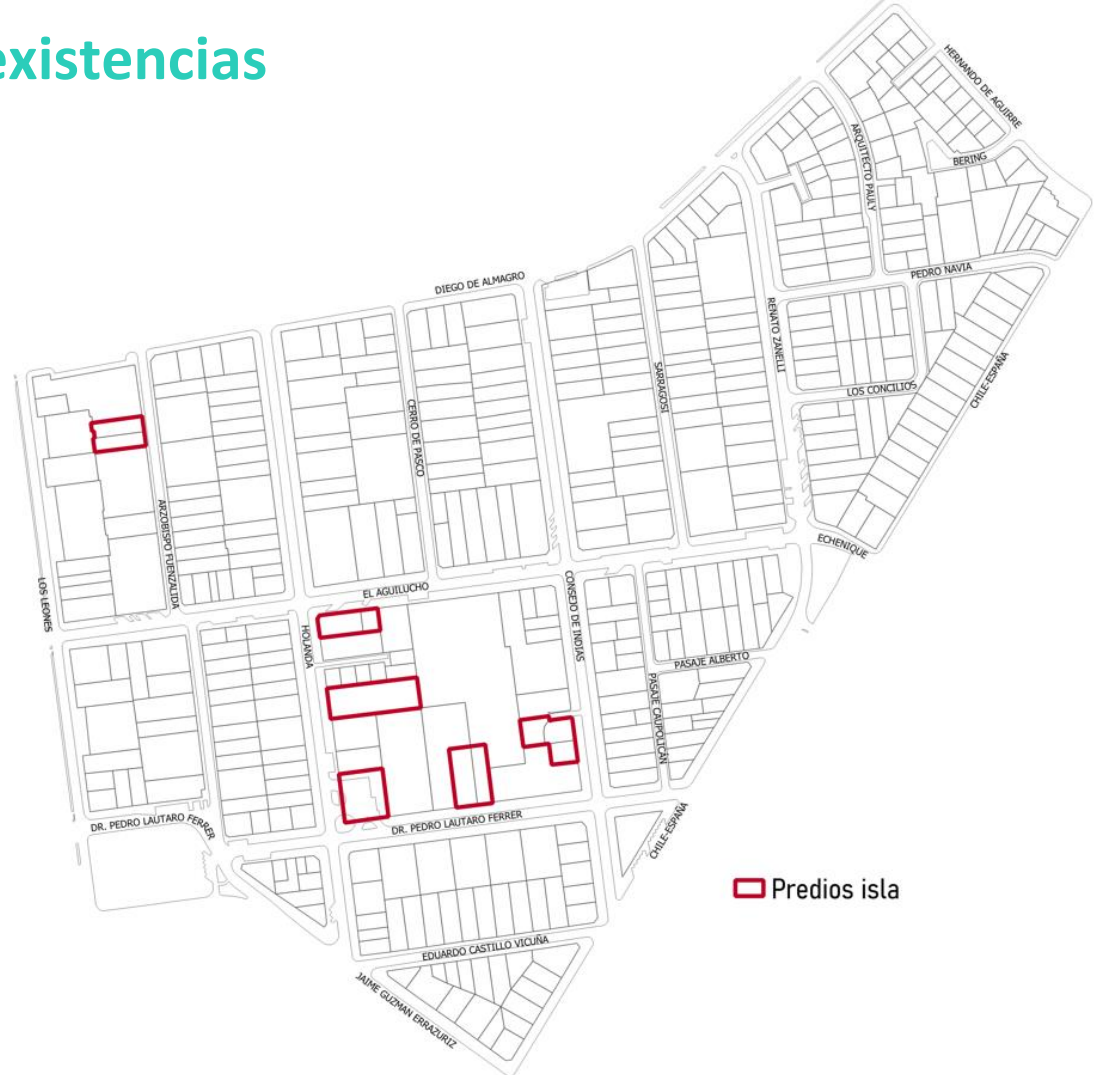 existencias
HERNANDO DE AGUIRRE
ARQUITECTO PAULY
BERING
PEDRO NAVIA
DIEGO DE ALMAGRO
RENATO ZANELLI
SARRAGOSI
CHILE-ESPAÑA
LOS CONCILIOS
CERRO DE PASCO
ARZOBISPO FUENZALIDA
ECHENIQUE
LOS LEONES
EL AGUILUCHO
CONSEJO DE INDIAS
HOLANDA
PASAJE ALBERTO
PASAJE CAUPOLICÁN
DR. PEDRO LAUTARO FERRER
DR. PEDRO LAUTARO FERRER
CHILE-ESPAÑA
Predios isla
EDUARDO CASTILLO VICUÑA
JAIME GUZMAN ERRAZURIZ